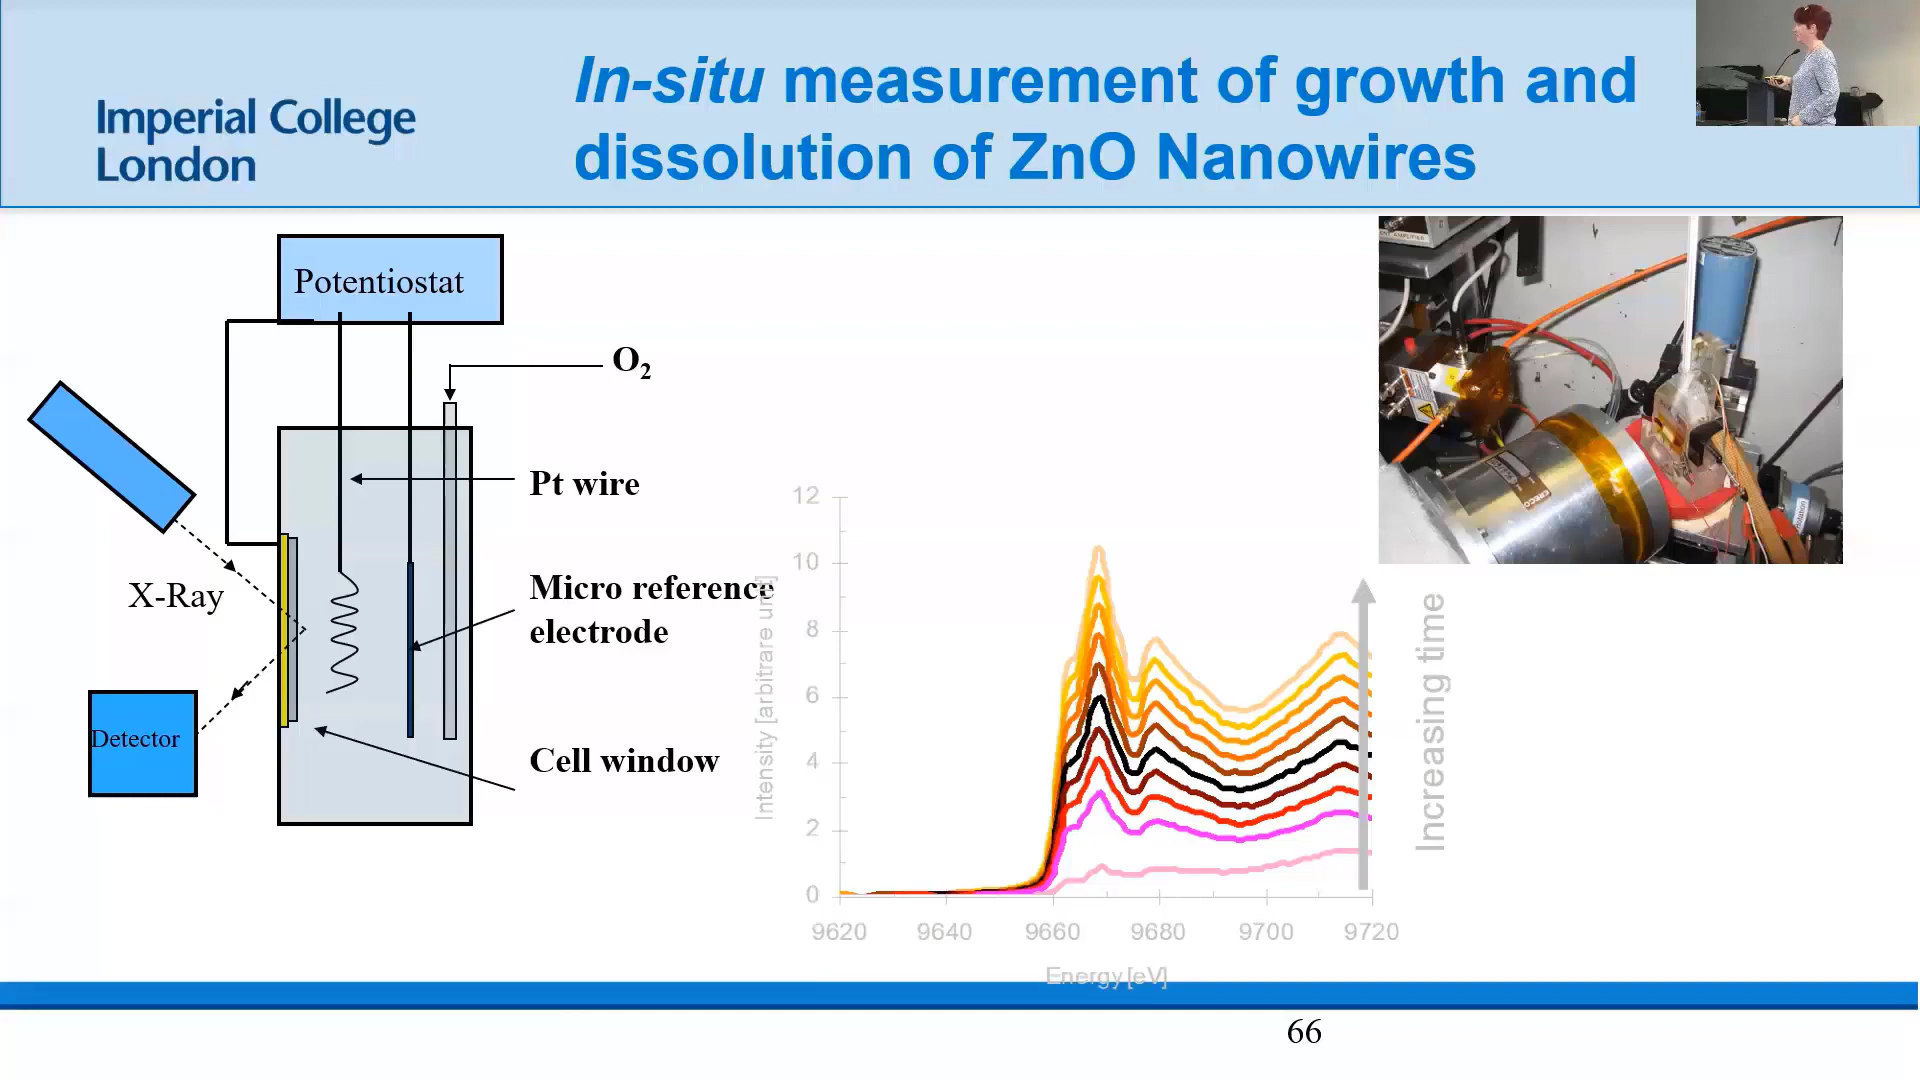 In-situ measurement of growth and
dissolution of ZnO Nanowires
Imperial College
London
Potentiostat
O2
Pt wire
X-Ray
Micro reference
electrode
Detector
Cell window
Intensity [arbitrare unit]
12
10
8
6
4
2
0
9620 9640 9660 9680 9700 9720
Energy [eV]
Increasing time
66